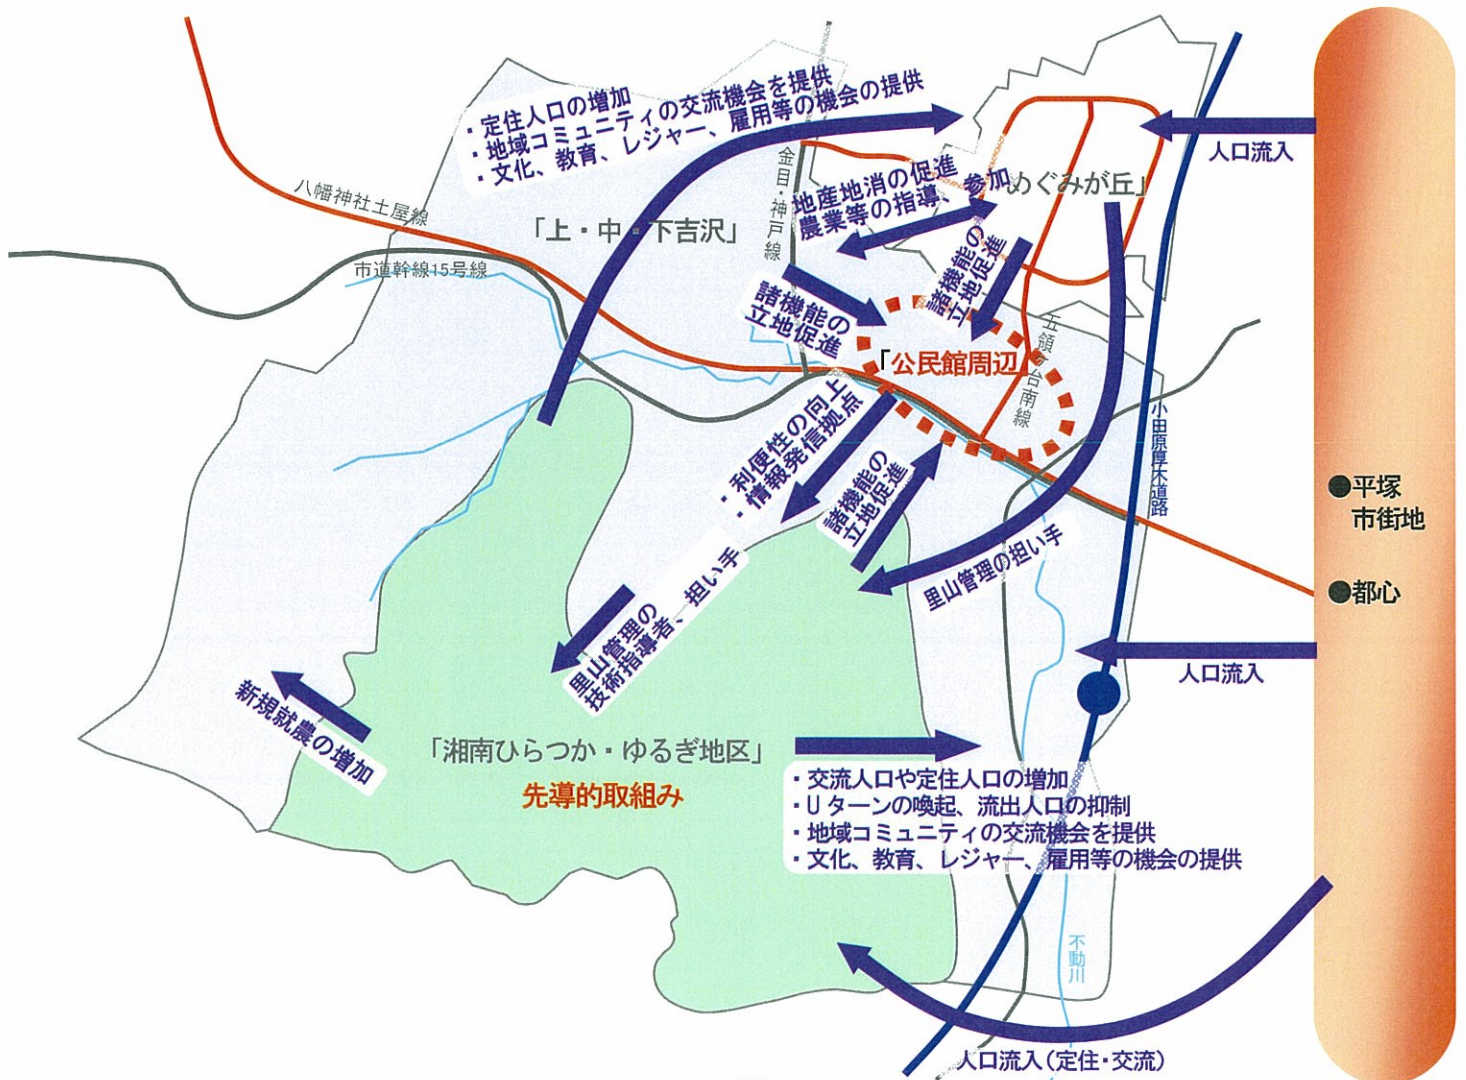 ・定住人口の増加
・地域コミュニティの交流機会を提供
・文化、教育、レジャー、雇用等の機会の提供
人口流入
八幡神社土屋線
市道幹線15号線
「上・中・下吉沢」
金目・神戸線
地産地消の促進
農業等の指導、参加
めぐみが丘」
諸機能の
立地促進
諸機能の
立地促進
「公民館周辺
五領ヶ台南線
小田原厚木道路
・利便性の向上
・情報発信拠点
諸機能の
立地促進
里山管理の担い手
●平塚
市街地
●都心
里山管理の
技術指導者、担い手
人口流入
新規就農の増加
「湘南ひらつか・ゆるぎ地区」
先導的取組み
・交流人口や定住人口の増加
・Uターンの喚起、流出人口の抑制
・地域コミュニティの交流機会を提供
・文化、教育、レジャー、雇用等の機会の提供
不動川
人口流入(定住・交流)